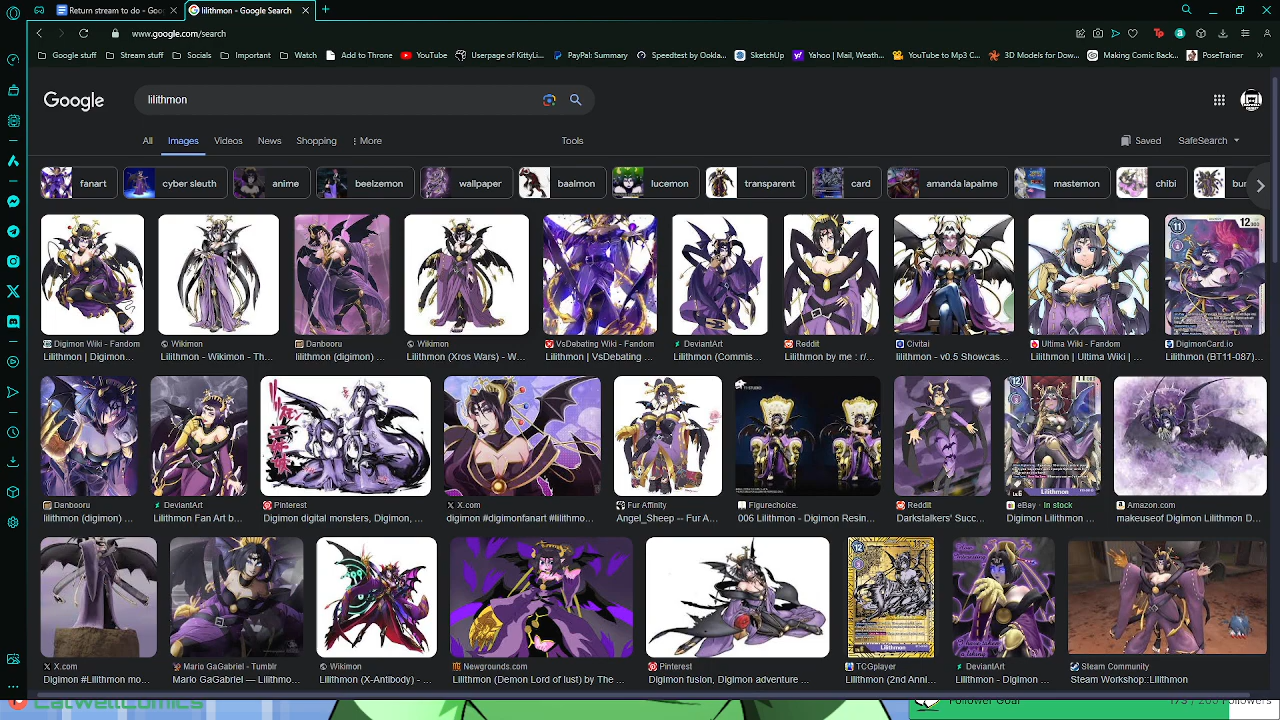 Return stream to do - Goog
lilithmon - Google Search
www.google.com/search
Google stuff
Stream stuff
Socials
Important
Watch
Add to Throne
YouTube
Userpage of KittyLi...
PayPal: Summary
Speedtest by Ookla...
SketchUp
Yahoo | Mail, Weath...
YouTube to Mp3 C...
3D Models for Dow...
Making Comic Back...
PoseTrainer
Google
lilithmon
All Images Videos News Shopping More Tools
Saved SafeSearch
fanart
cyber sleuth
anime
beelzemon
wallpaper
baalmon
lucemon
transparent
card
amanda lapalme
mastemon
chibi
Digimon Wiki - Fandom
Lilithmon | Digimon...
Wikimon
Lilithmon - Wikimon - Th...
Danbooru
lilithmon (digimon) ...
Wikimon
Lilithmon (Xros Wars) - W...
VsDebating Wiki - Fandom
Lilithmon | VsDebating ...
DeviantArt
Lilithmon (Commis...
Reddit
Lilithmon by me : r/...
Civitai
lilithmon - v0.5 Showcas...
Ultima Wiki - Fandom
Lilithmon | Ultima Wiki | ...
DigimonCard.io
Lilithmon (BT11-087)...
Danbooru
lilithmon (digimon) ...
DeviantArt
Lilithmon Fan Art b...
Pinterest
Digimon digital monsters, Digimon, ...
X.com
digimon #digimonfanart #lilithmo...
Fur Affinity
Angel_Sheep -- Fur A...
Figurechoice.
006 Lilithmon - Digimon Resin...
Reddit
Darkstalkers' Succ...
eBay · In stock
Digimon Lilithmon ...
Amazon.com
makeuseof Digimon Lilithmon D...
X.com
Digimon #Lilithmon mo...
Mario GaGabriel - Tumblr
Mario GaGabriel — Lilithmo...
Wikimon
Lilithmon (X-Antibody) - ...
Newgrounds.com
Lilithmon (Demon Lord of lust) by The ...
Pinterest
Digimon fusion, Digimon adventure ...
TCGplayer
Lilithmon (2nd Anni...
DeviantArt
Lilithmon - Digimon ...
Steam Community
Steam Workshop::Lilithmon
CatWellComics
Follower Goal